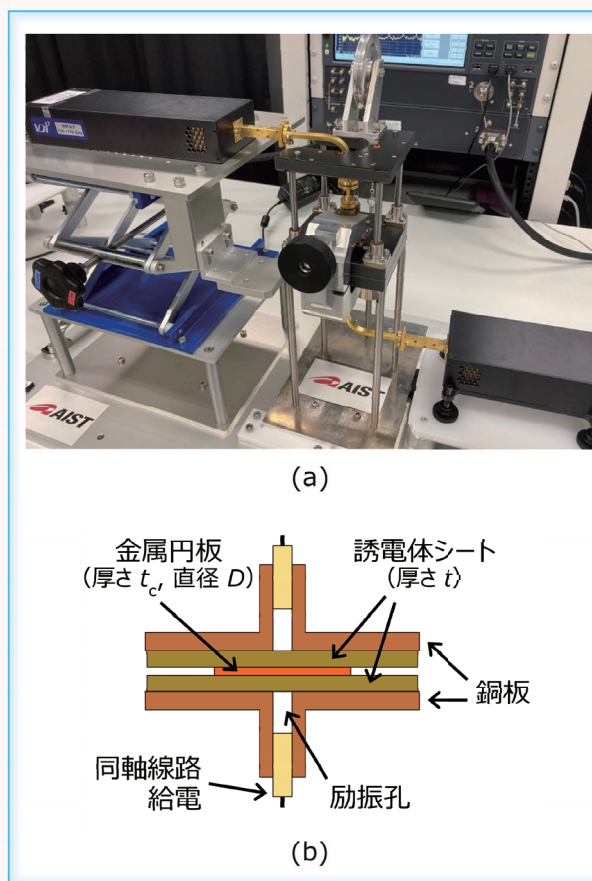 VDI
AIST
AIST
(a)
金属円板
(厚さ tc, 直径 D)
誘電体シート
(厚さ t)
銅板
同軸線路
給電
励振孔
(b)